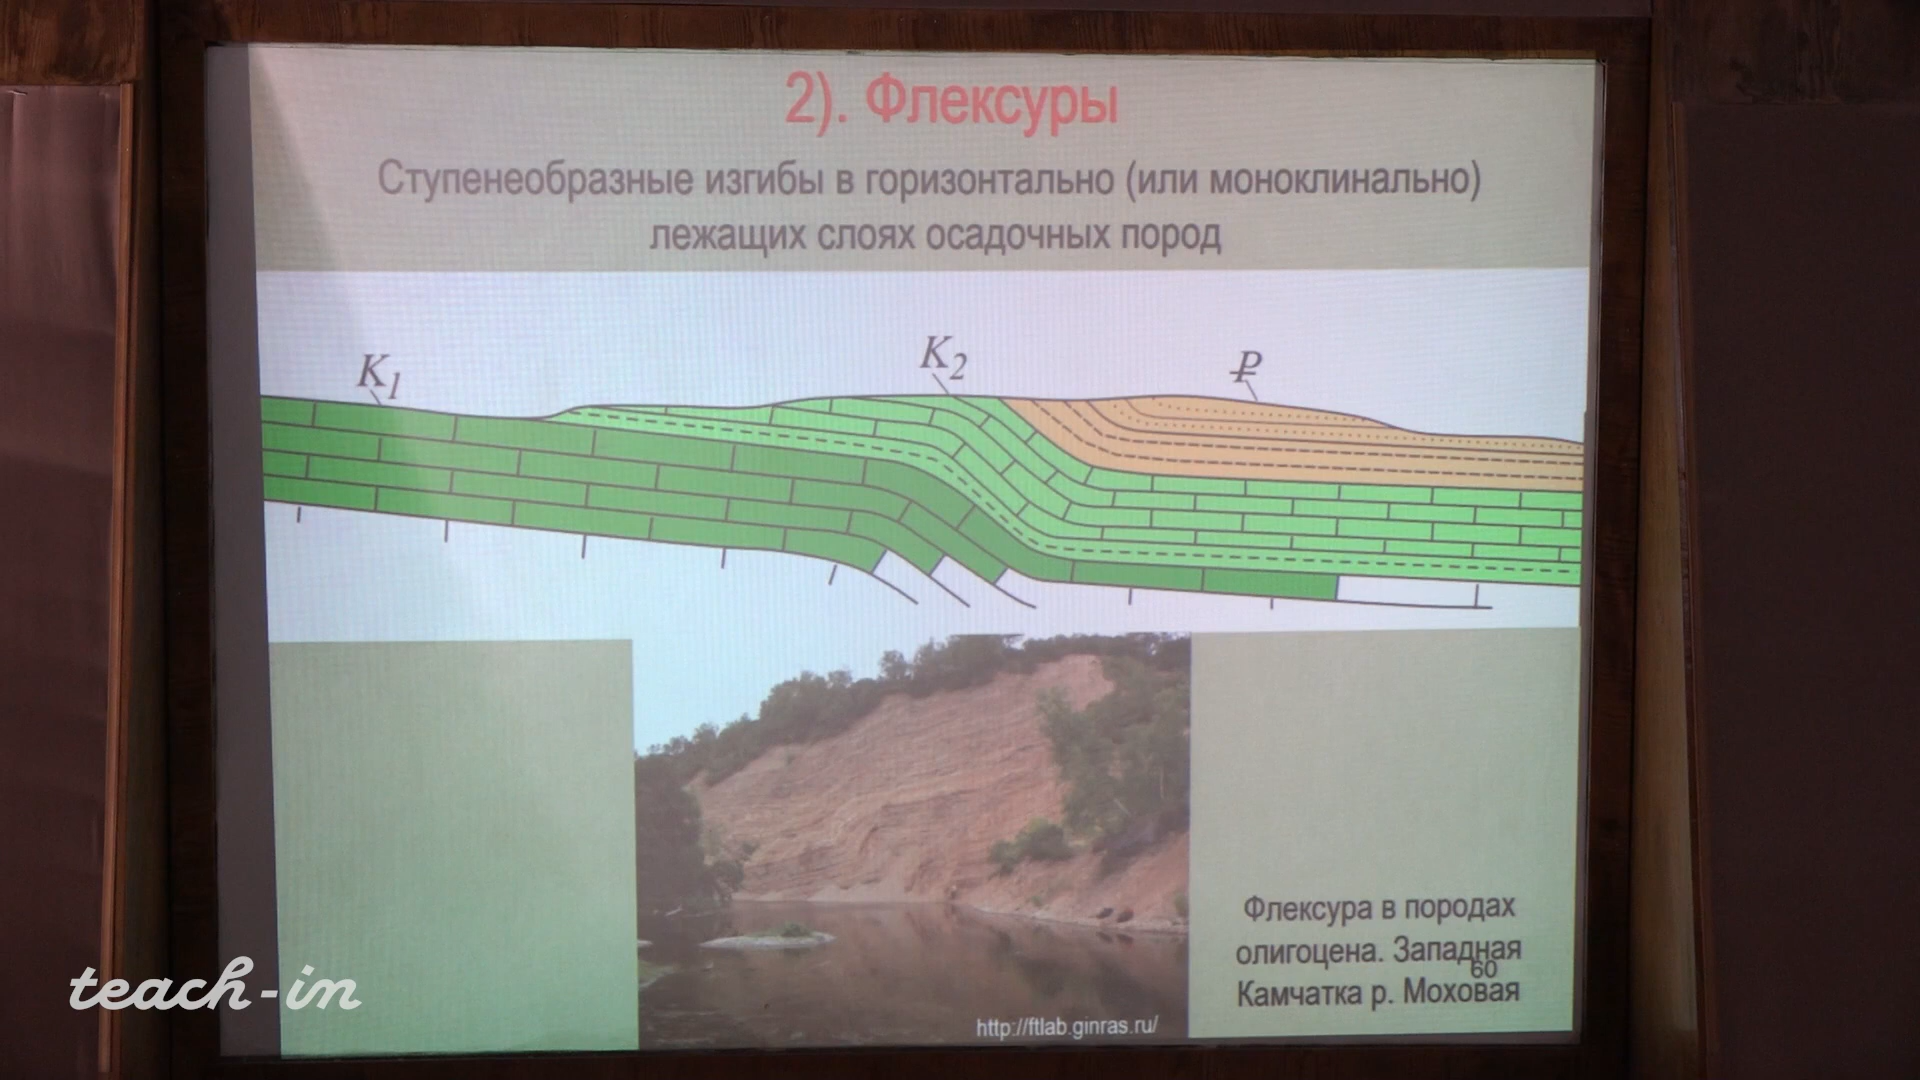 2). Флексуры
Ступенеобразные изгибы в горизонтально (или моноклинально)
лежащих слоях осадочных пород
K1
K2
₽
Флексура в породах
олигоцена. Западная
60
Камчатка р. Моховая
http://ftlab.ginras.ru/
teach-in